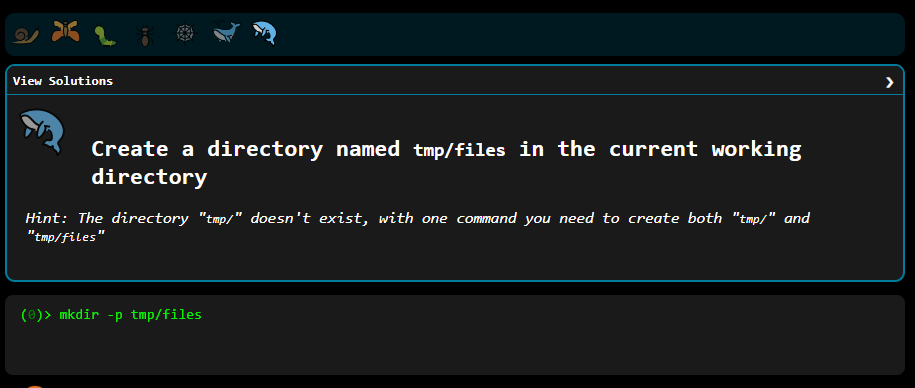 View Solutions
Create a directory named tmp/files in the current working
directory
Hint: The directory "tmp/" doesn't exist, with one command you need to create both "tmp/" and
"tmp/files"
(0)> mkdir -p tmp/files